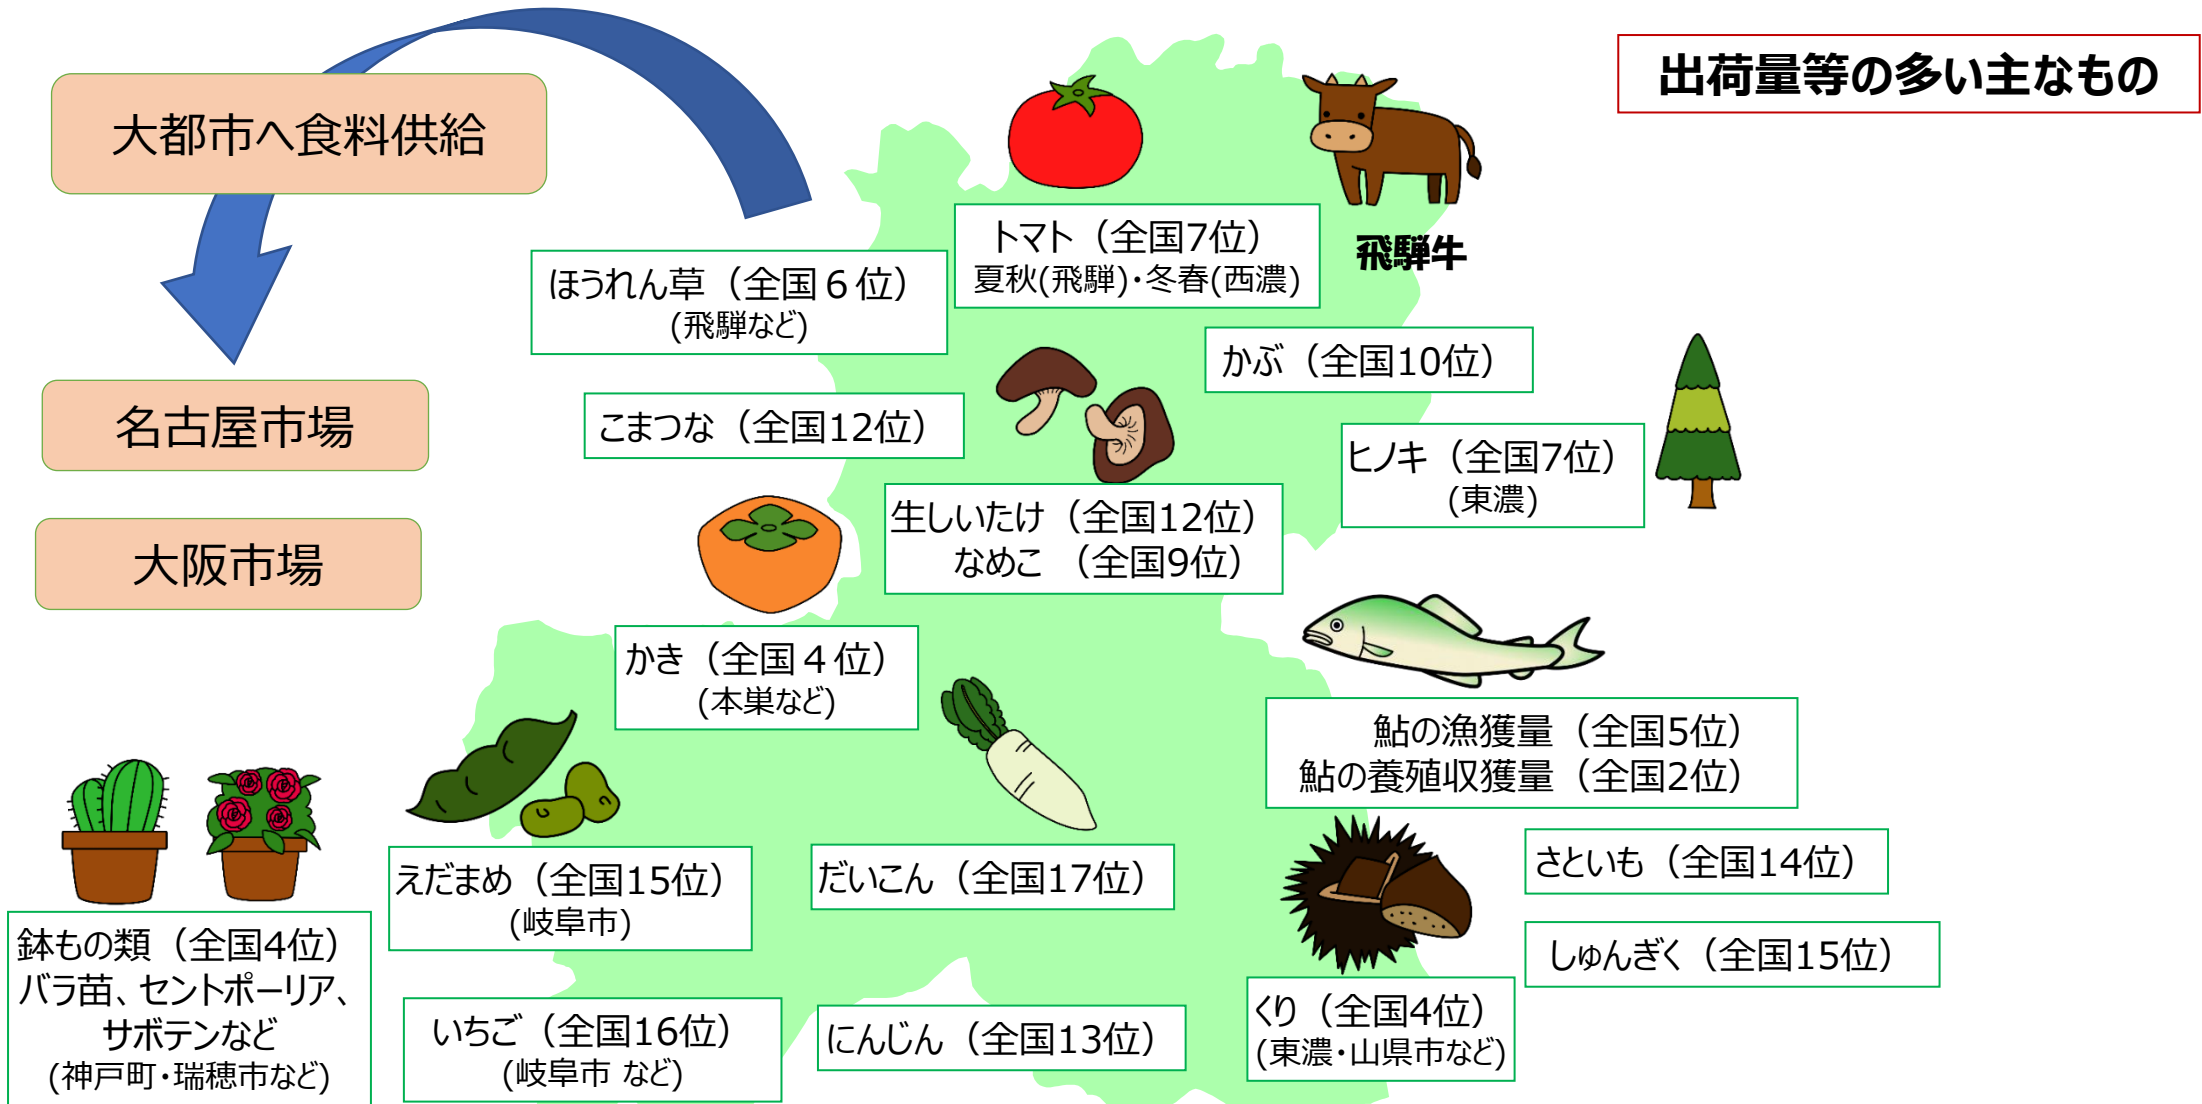 出荷量等の多い主なもの
大都市へ食料供給
名古屋市場
大阪市場
トマト（全国7位）
夏秋(飛騨)・冬春(西濃)
飛騨牛
ほうれん草（全国６位）
(飛騨など)
かぶ（全国10位）
こまつな（全国12位）
ヒノキ（全国7位）
(東濃)
生しいたけ（全国12位）
なめこ （全国9位）
かき（全国４位）
(本巣など)
鮎の漁獲量（全国5位）
鮎の養殖収獲量（全国2位）
えだまめ（全国15位）
(岐阜市)
だいこん（全国17位）
さといも（全国14位）
しゅんぎく（全国15位）
鉢もの類（全国4位）
バラ苗、セントポーリア、
サボテンなど
(神戸町・瑞穂市など)
いちご（全国16位）
(岐阜市 など)
にんじん（全国13位）
くり（全国4位）
(東濃・山県市など)